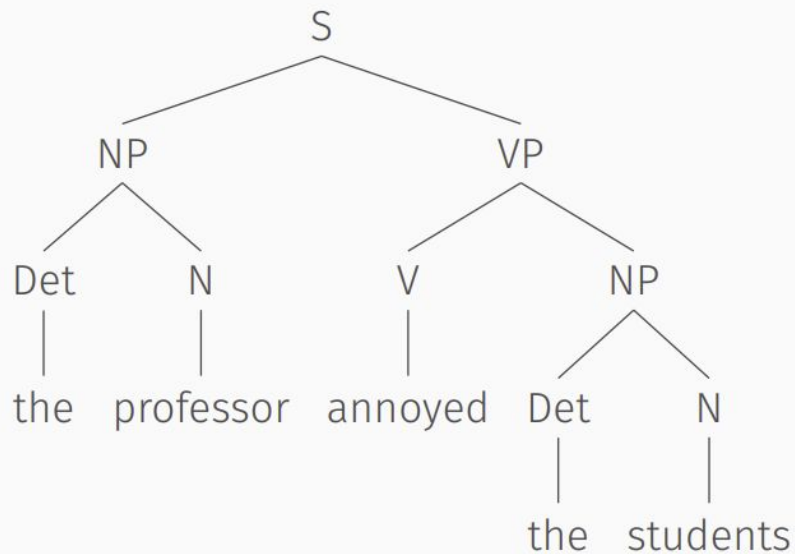 S
NP VP
Det N V NP
the professor annoyed Det N
the students